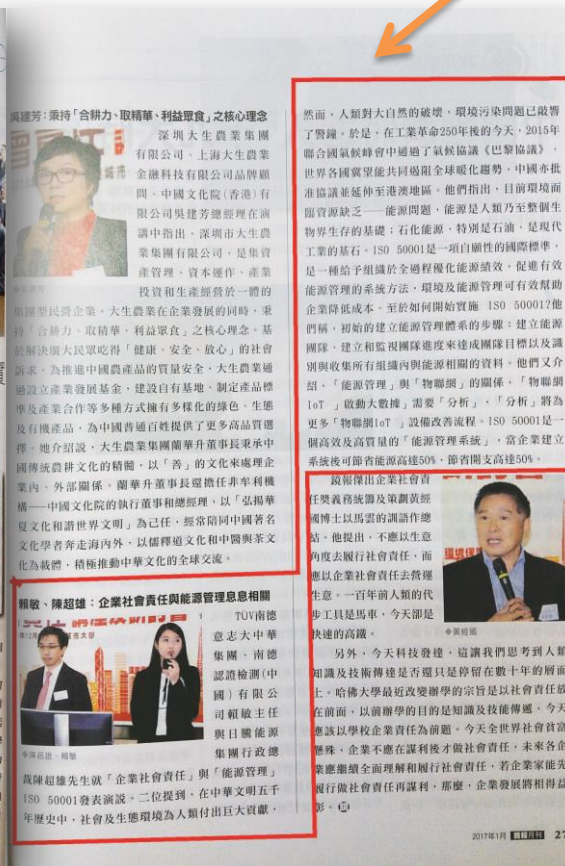 吳建芳:秉持「合耕力、取精華、利益眾食」之核心理念
深圳大生農業集團
有限公司、上海大生農業
金融科技有限公司品牌顧
問、中國文化院(香港)有
限公司吳建芳總經理在演
講中指出，深圳市大生農
業集團有限公司，是集資
產管理、資本運作、產業
投資和生產經營於一體的
集團型民營企業。大生農業在企業發展的同時，秉
持「合耕力、取精華、利益眾食」之核心理念。基
於解決廣大民眾吃得「健康、安全、放心」的社會
訴求，為推進中國農產品的質量安全，大生農業通
過設立產業發展基金，建設自有基地、制定產品標
準及產業合作等多種方式擁有多樣化的綠色、生態
及有機產品，為中國普通百姓提供了更多高品質選
擇。她介紹說，大生農業集團蘭華升董事長秉承中
國傳統農耕文化的精髓，以「善」的文化來處理企
業內、外部關係。蘭華升董事長還擔任非牟利機
構——中國文化院的執行董事和總經理，以「弘揚華
夏文化和諧世界文明」為己任，經常陪同中國著名
文化學者奔走海內外，以儒釋道文化和中醫與茶文
化為載體，積極推動中華文化的全球交流。
賴敏、陳超雄：企業社會責任與能源管理息息相關
TÜV南德
意志大中華
集團、南德
認證檢測(中
國)有限公
司賴敏主任
與日騰能源
集團行政總
◆陳超雄、賴敏
裁陳超雄先生就「企業社會責任」與「能源管理」
ISO 50001發表演說。二位提到，在中華文明五千
年歷史中，社會及生態環境為人類付出巨大貢獻，
然而，人類對大自然的破壞，環境污染問題已敲響
了警鐘。於是，在工業革命250年後的今天，2015年
聯合國氣候峰會中通過了氣候協議《巴黎協議》，
世界各國冀望能共同遏阻全球暖化趨勢，中國亦批
准協議並延伸至港澳地區。他們指出，目前環境面
臨資源缺乏——能源問題，能源是人類乃至整個生
物界生存的基礎；石化能源，特別是石油，是現代
工業的基石。ISO 50001是一項自願性的國際標準，
是一種給予組織於全過程優化能源績效，促進有效
能源管理的系統方法，環境及能源管理可有效幫助
企業降低成本。至於如何開始實施 ISO 50001?他
們稱，初始的建立能源管理體系的步驟：建立能源
團隊、建立和監視團隊進度來達成團隊目標以及識
別與收集所有組織內與能源相關的資料。他們又介
紹，「能源管理」與「物聯網」的關係，「物聯網
IoT 」啟動大數據」需要「分析」，「分析」將為
更多「物聯網IoT 」設備改善流程。ISO 50001是一
個高效及高質量的「能源管理系統」，當企業建立
系統後可節省能源高達50%，節省開支高達50%。
鏡報傑出企業社會責
任獎義務統籌及策劃黃經
國博士以馬雲的訓語作總
結。他提出，不應以生意
角度去履行社會責任，而
應以企業社會責任去營運
生意。一百年前人類的代
步工具是馬車，今天卻是
快速的高鐵。
◆黃經國
另外，今天科技發達，這讓我們思考到人類
知識及技術傳達是否還只是停留在數十年的層面
上。哈佛大學最近改變辦學的宗旨是以社會責任放
在前面，以前辦學的目的是知識及技能傳遞，今天
應該以學校企業責任為前題。今天全世界社會貧富
懸殊，企業不應在謀利後才做社會責任，未來各企
業應繼續全面理解和履行社會責任，若企業家能先
履行做社會責任再謀利，那麼，企業發展將相得益
彰。
2017年1月 鏡報月刊 27